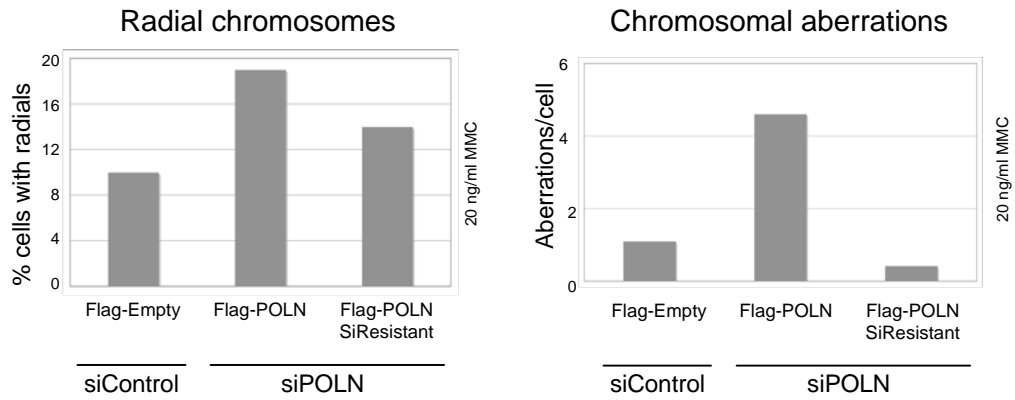 Radial chromosomes
% cells with radials
20
16
12
8
4
0
20 ng/ml MMC
Flag-Empty
Flag-POLN
Flag-POLN
SiResistant
siControl
siPOLN
Chromosomal aberrations
Aberrations/cell
6
4
2
0
20 ng/ml MMC
Flag-Empty
Flag-POLN
Flag-POLN
SiResistant
siControl
siPOLN